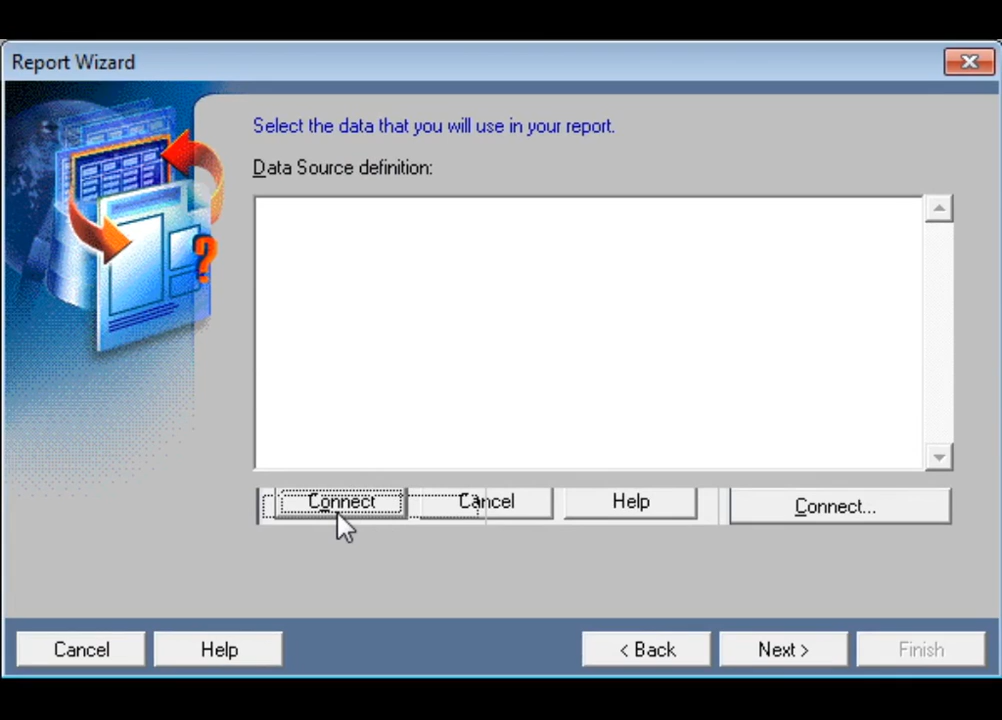 Report Wizard
Select the data that you will use in your report.
Data Source definition:
?
Connect Cancel Help Connect...
Cancel Help < Back Next > Finish